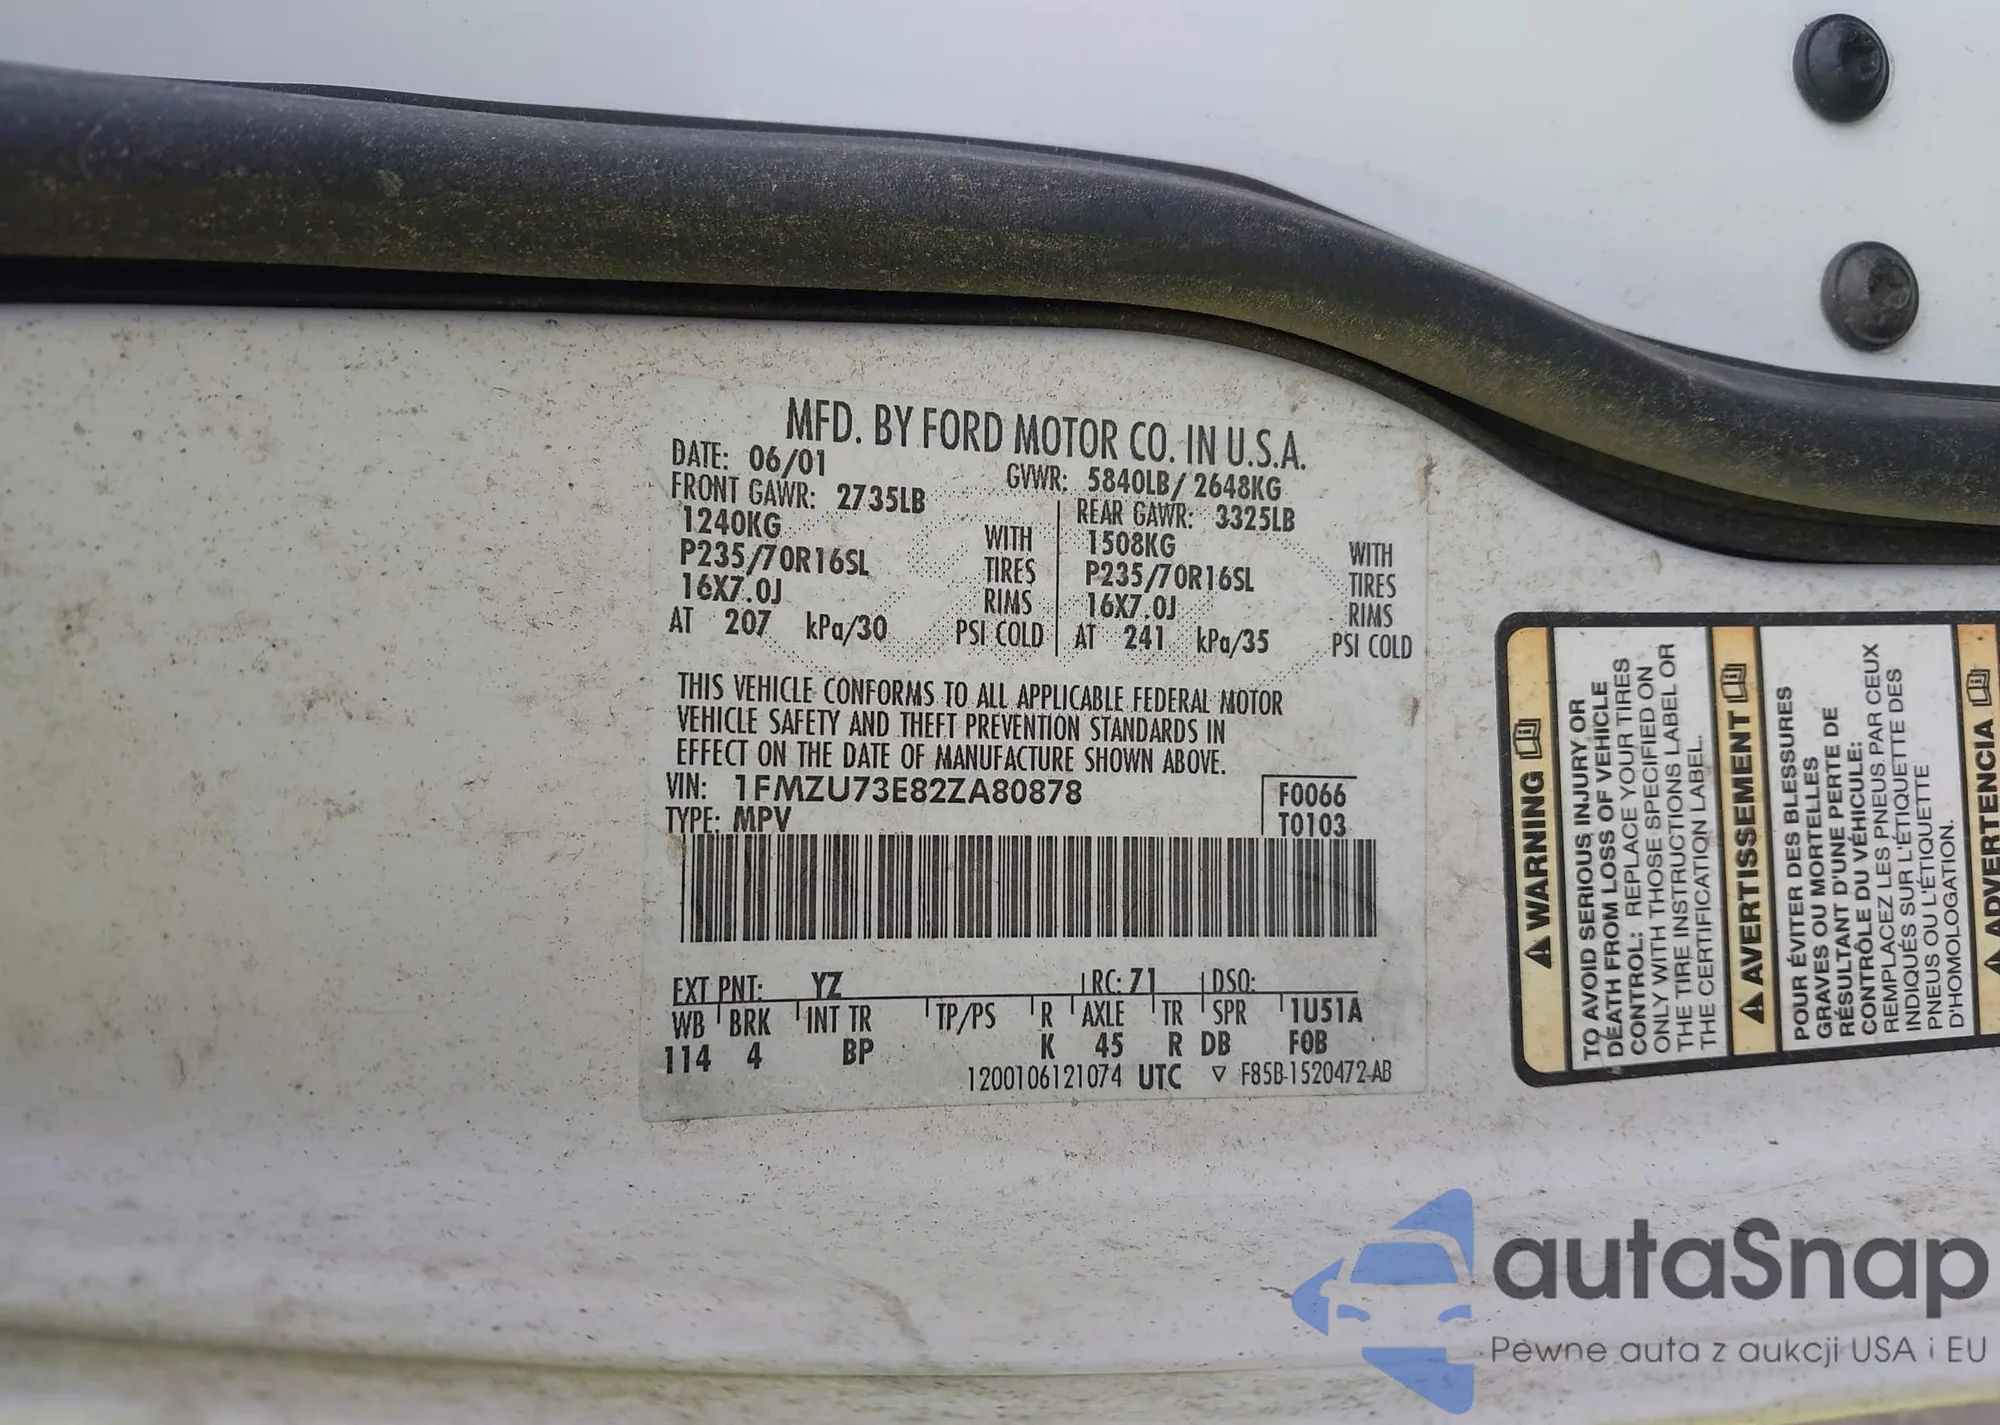 MFD. BY FORD MOTOR CO. IN U.S.A.
DATE: 06/01 GVWR: 5840LB/ 2648KG
FRONT GAWR: 2735LB REAR GAWR: 3325LB
1240KG WITH 1508KG WITH
P235/70R16SL TIRES P235/70R16SL TIRES
16X7.0J RIMS 16X7.0J RIMS
AT 207 kPa/30 PSI COLD AT 241 kPa/35 PSI COLD
THIS VEHICLE CONFORMS TO ALL APPLICABLE FEDERAL MOTOR
VEHICLE SAFETY AND THEFT PREVENTION STANDARDS IN
EFFECT ON THE DATE OF MANUFACTURE SHOWN ABOVE.
VIN: 1FMZU73E82ZA80878 F0066
TYPE: MPV T0103
EXT PNT: YZ RC: 71 DSO:
WB BRK INT TR TP/PS R AXLE TR SPR 1U51A
114 4 BP K 45 R DB F0B
1200106121074 UTC ▽ F85B-1520472-AB
⚠ WARNING
TO AVOID SERIOUS INJURY OR
DEATH FROM LOSS OF VEHICLE
CONTROL: REPLACE YOUR TIRES
ONLY WITH THOSE SPECIFIED ON
THE TIRE INSTRUCTIONS LABEL OR
THE CERTIFICATION LABEL.
⚠ AVERTISSEMENT
POUR ÉVITER DES BLESSURES
GRAVES OU MORTELLES
RÉSULTANT D'UNE PERTE DE
CONTRÔLE DU VÉHICULE:
REMPLACEZ LES PNEUS PAR CEUX
INDIQUÉS SUR L'ÉTIQUETTE DES
PNEUS OU L'ÉTIQUETTE
D'HOMOLOGATION.
⚠ ADVERTENCIA
autaSnap
Pewne auta z aukcji USA i EU